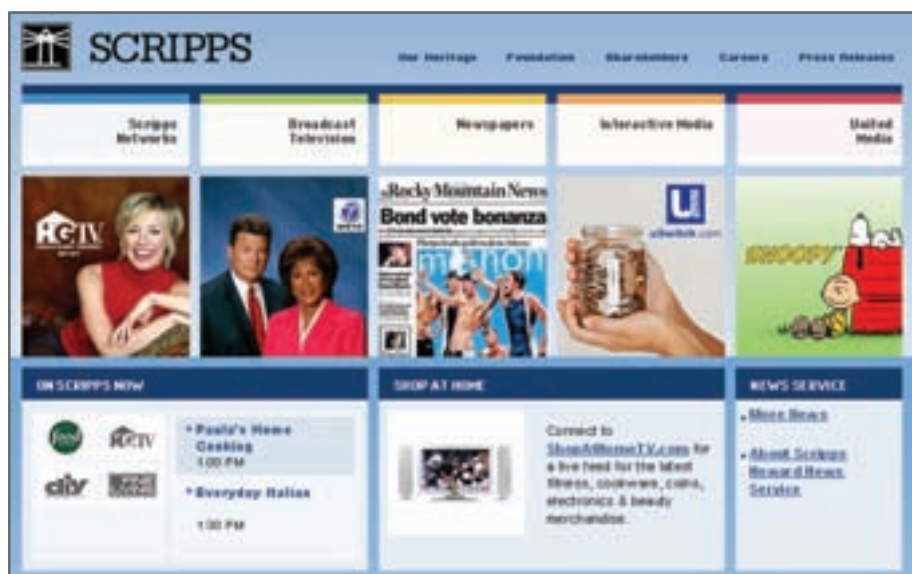 SCRIPPS
Our Heritage Foundation Shareholders Careers Press Releases
Scripps
Networks
Broadcast
Television
Newspapers
Interactive Media
United
Media
HGTV
Rocky Mountain News
Bond vote bonanza
U
uSwitch.com
SNOOPY
ON SCRIPPS NOW
food
HGTV
diy
Paula's Home
Cooking
1:00 PM
Everyday Italian
1:00 PM
SHOP AT HOME
Connect to
ShopAtHomeTV.com for
a live feed for the latest
fitness, cookware, coins,
electronics & beauty
merchandise.
NEWS SERVICE
More News
About Scripps
Howard News
Service